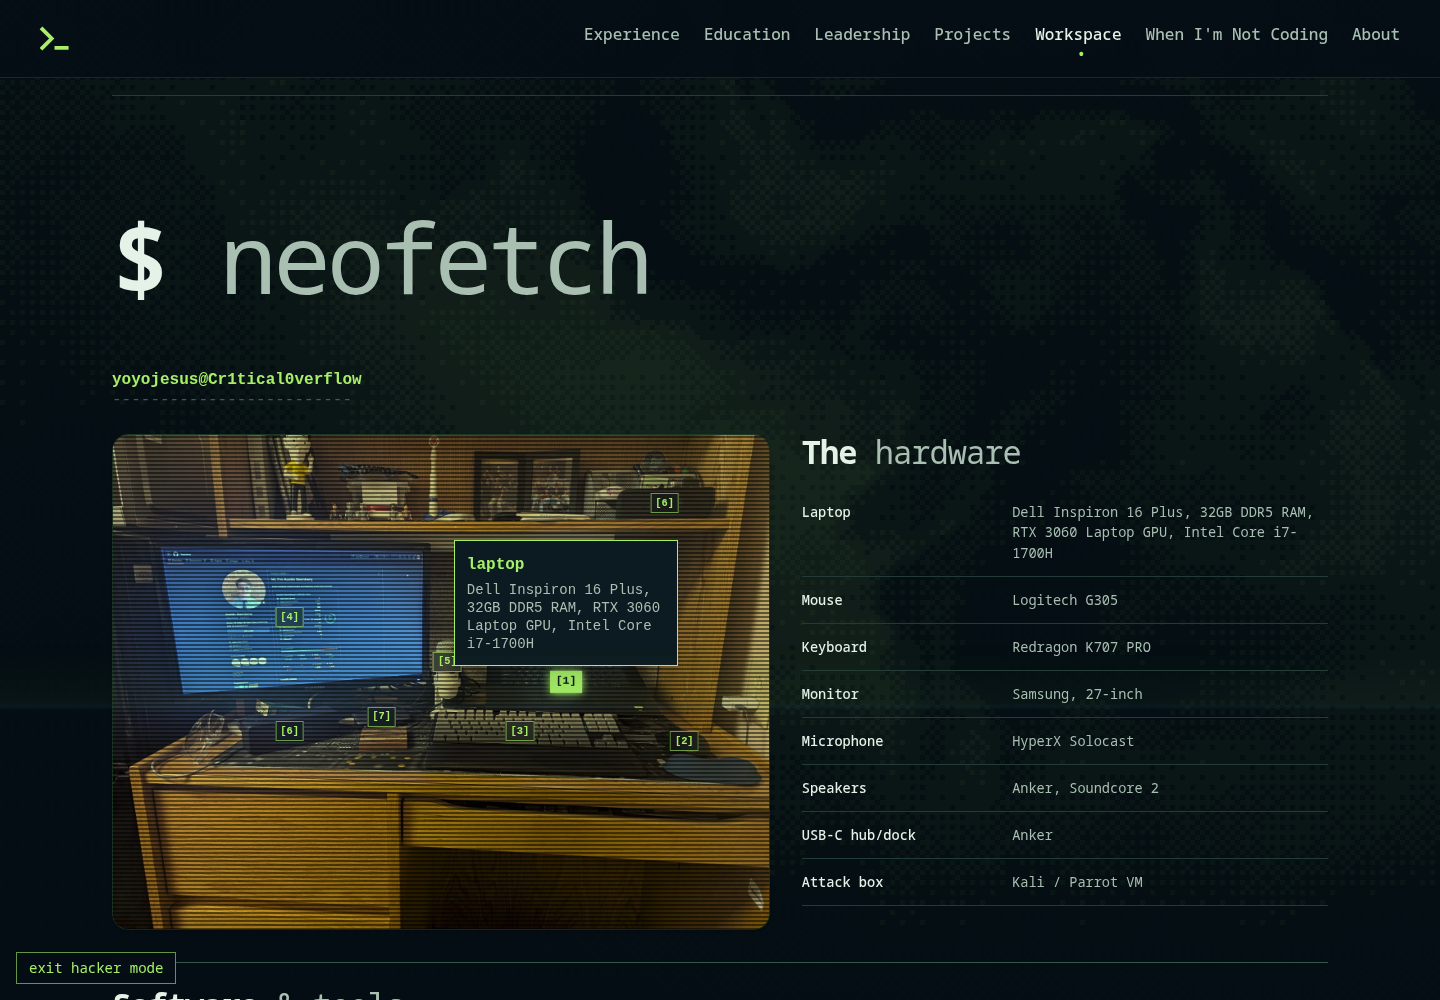 Experience Education Leadership Projects Workspace When I'm Not Coding About
$ neofetch
yoyojesus@Cr1tical0verflow
------------------------
[6]
laptop
Dell Inspiron 16 Plus,
32GB DDR5 RAM, RTX 3060
Laptop GPU, Intel Core
i7-1700H
[4]
[5]
[1]
[7]
[6]
[3]
[2]
The hardware
Laptop Dell Inspiron 16 Plus, 32GB DDR5 RAM,
RTX 3060 Laptop GPU, Intel Core i7-
1700H
Mouse Logitech G305
Keyboard Redragon K707 PRO
Monitor Samsung, 27-inch
Microphone HyperX Solocast
Speakers Anker, Soundcore 2
USB-C hub/dock Anker
Attack box Kali / Parrot VM
exit hacker mode
Software & tools